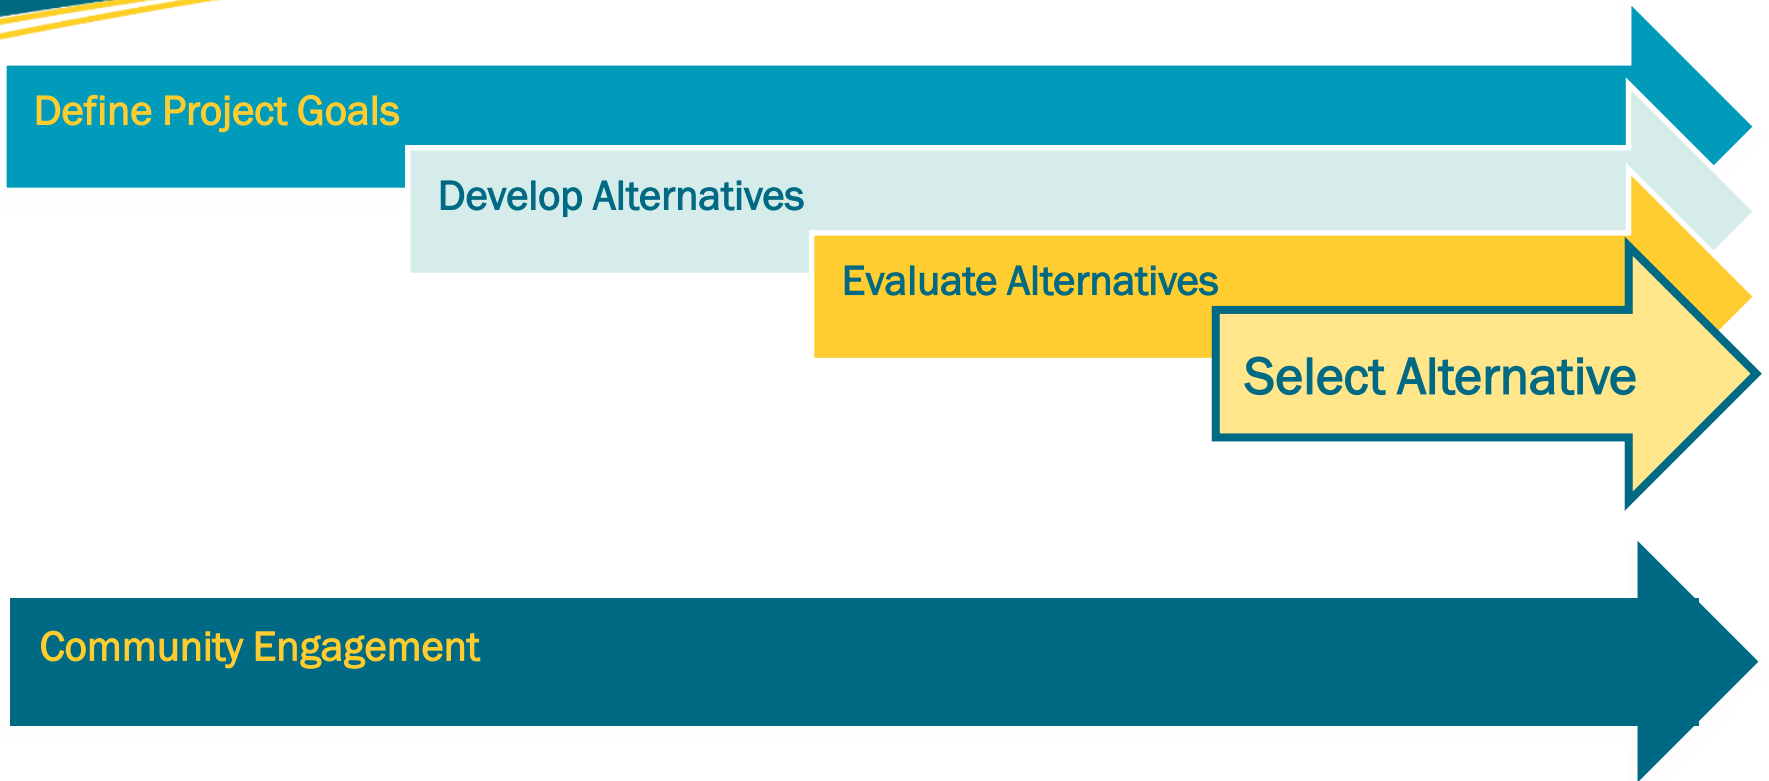 Define Project Goals
Develop Alternatives
Evaluate Alternatives
Select Alternative
Community Engagement